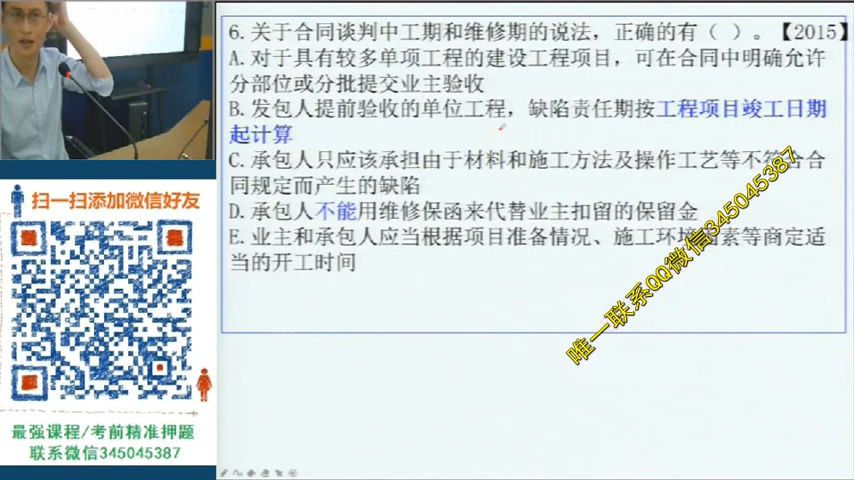 6.关于合同谈判中工期和维修期的说法，正确的有（ ）。【2015】
A.对于具有较多单项工程的建设工程项目，可在合同中明确允许
分部位或分批提交业主验收
B.发包人提前验收的单位工程，缺陷责任期按工程项目竣工日期
起计算
C.承包人只应该承担由于材料和施工方法及操作工艺等不符合合
同规定而产生的缺陷
D.承包人不能用维修保函来代替业主扣留的保留金
E.业主和承包人应当根据项目准备情况、施工环境因素等商定适
当的开工时间
唯一联系QQ微信345045387
扫一扫添加微信好友
最强课程/考前精准押题
联系微信345045387